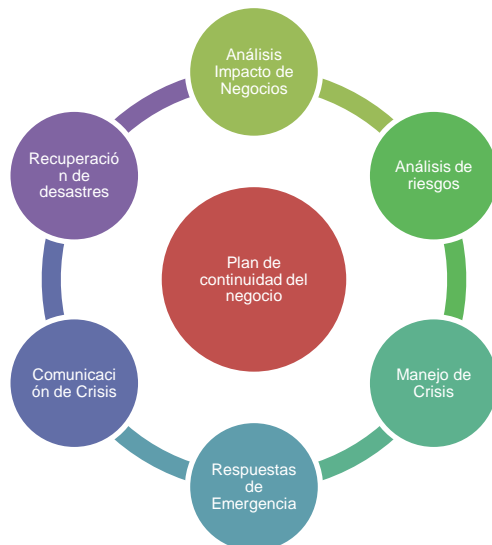 Análisis
Impacto de
Negocios
Análisis de
riesgos
Manejo de
Crisis
Respuestas
de
Emergencia
Comunicaci
ón de Crisis
Recuperació
n de
desastres
Plan de
continuidad del
negocio